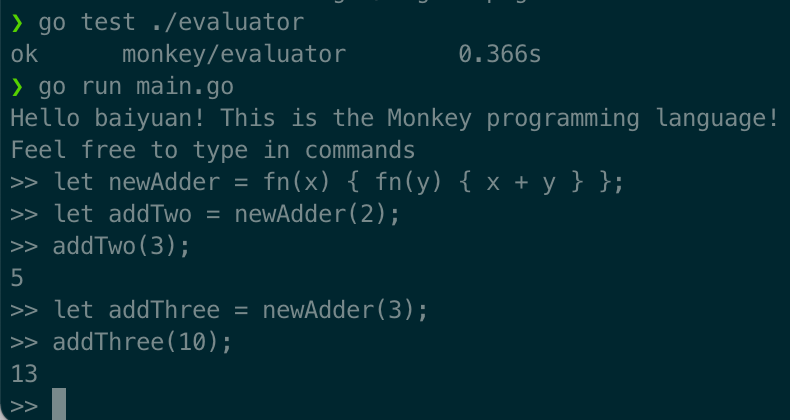 ❯ go test ./evaluator
ok      monkey/evaluator        0.366s
❯ go run main.go
Hello baiyuan! This is the Monkey programming language!
Feel free to type in commands
>> let newAdder = fn(x) { fn(y) { x + y } };
>> let addTwo = newAdder(2);
>> addTwo(3);
5
>> let addThree = newAdder(3);
>> addThree(10);
13
>>